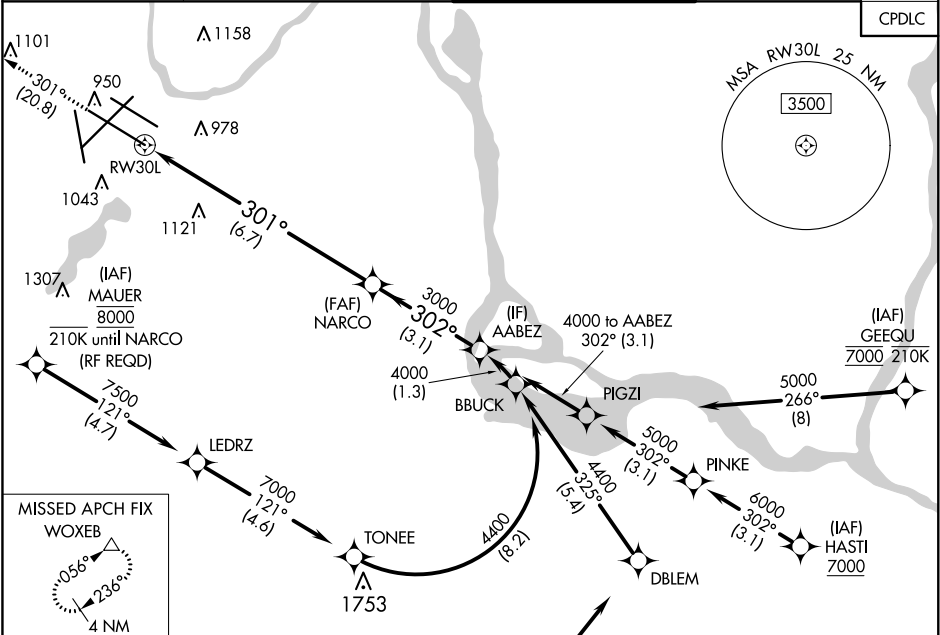 CPDLC
1101
1158
950
978
301°
(20.8)
RW30L
1043
1121
1307
301°
(6.7)
MSA RW30L 25 NM
3500
(IAF)
MAUER
8000
210K until NARCO
(RF REQD)
(FAF)
NARCO
3000
302°
(3.1)
(IF)
AABEZ
4000 to AABEZ
302° (3.1)
4000
(1.3)
BBUCK
PIGZI
(IAF)
GEEQU
7000 210K
5000
266°
(8)
7500
121°
(4.7)
LEDRZ
7000
121°
(4.6)
TONEE
1753
4400
(8.2)
4400
325°
(5.4)
DBLEM
5000
302°
(3.1)
PINKE
6000
302°
(3.1)
(IAF)
HASTI
7000
MISSED APCH FIX
WOXEB
056°
236°
4 NM